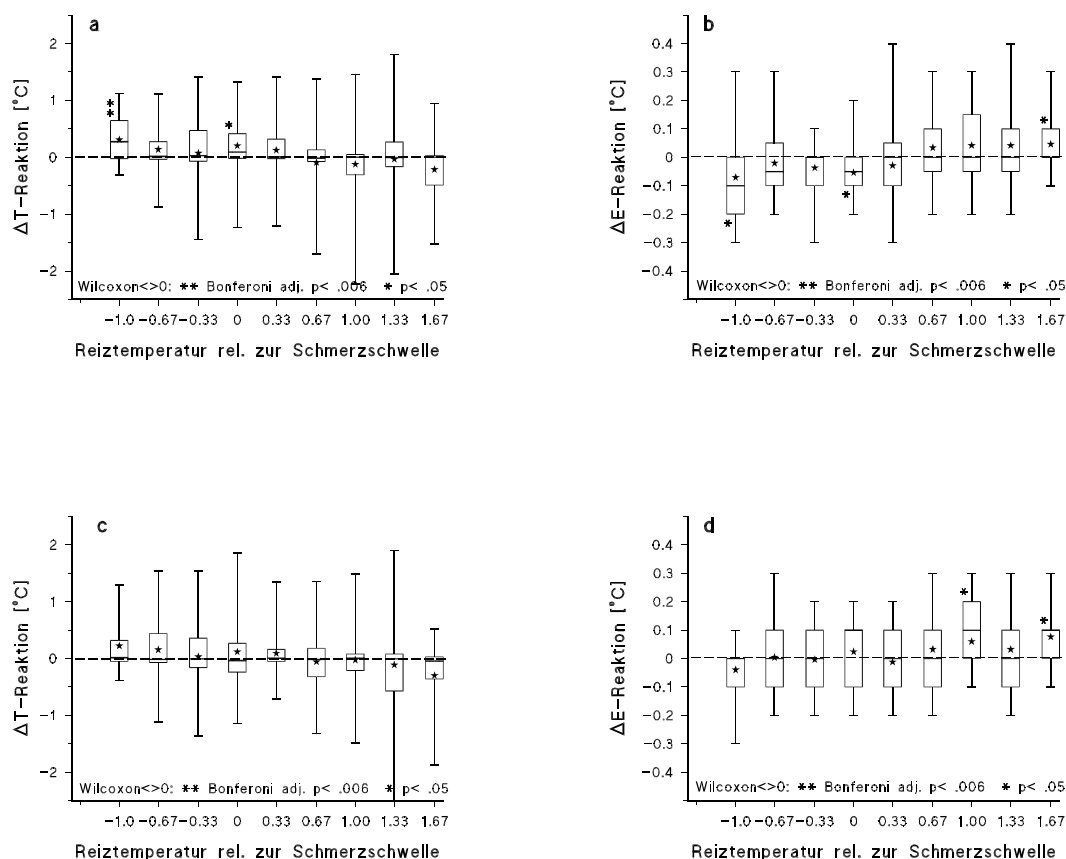 a
ΔT-Reaktion [°C]
2
1
0
-1
-2
**
*
Wilcoxon<>0: ** Bonferoni adj. p< .006 * p< .05
-1.0 -0.67 -0.33 0 0.33 0.67 1.00 1.33 1.67
Reiztemperatur rel. zur Schmerzschwelle
b
ΔE-Reaktion [°C]
0.4
0.3
0.2
0.1
0
-0.1
-0.2
-0.3
-0.4
*
*
*
Wilcoxon<>0: ** Bonferoni adj. p< .006 * p< .05
-1.0 -0.67 -0.33 0 0.33 0.67 1.00 1.33 1.67
Reiztemperatur rel. zur Schmerzschwelle
c
ΔT-Reaktion [°C]
2
1
0
-1
-2
Wilcoxon<>0: ** Bonferoni adj. p< .006 * p< .05
-1.0 -0.67 -0.33 0 0.33 0.67 1.00 1.33 1.67
Reiztemperatur rel. zur Schmerzschwelle
d
ΔE-Reaktion [°C]
0.4
0.3
0.2
0.1
0
-0.1
-0.2
-0.3
-0.4
*
*
Wilcoxon<>0: ** Bonferoni adj. p< .006 * p< .05
-1.0 -0.67 -0.33 0 0.33 0.67 1.00 1.33 1.67
Reiztemperatur rel. zur Schmerzschwelle